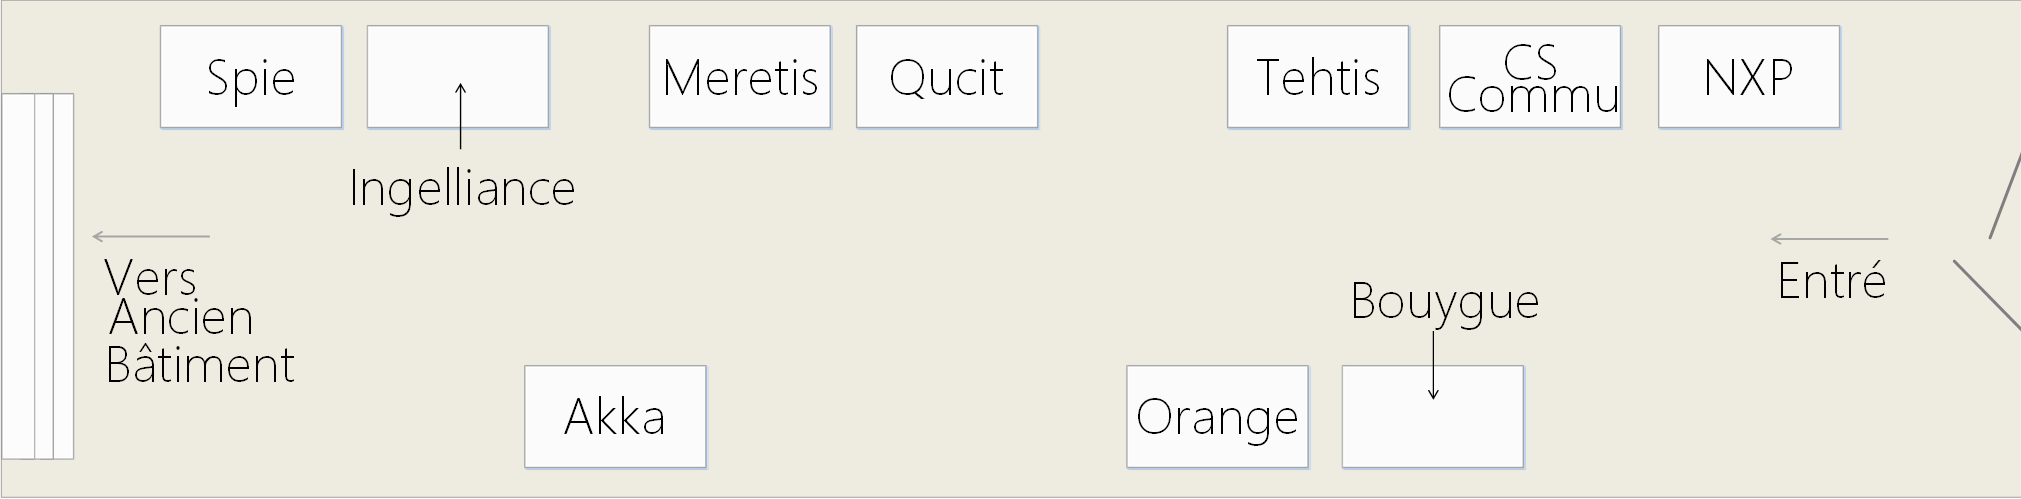 Spie
Meretis
Qucit
Tehtis
CS
Commu
NXP
Ingelliance
Vers
Ancien
Bâtiment
Entré
Bouygue
Akka
Orange